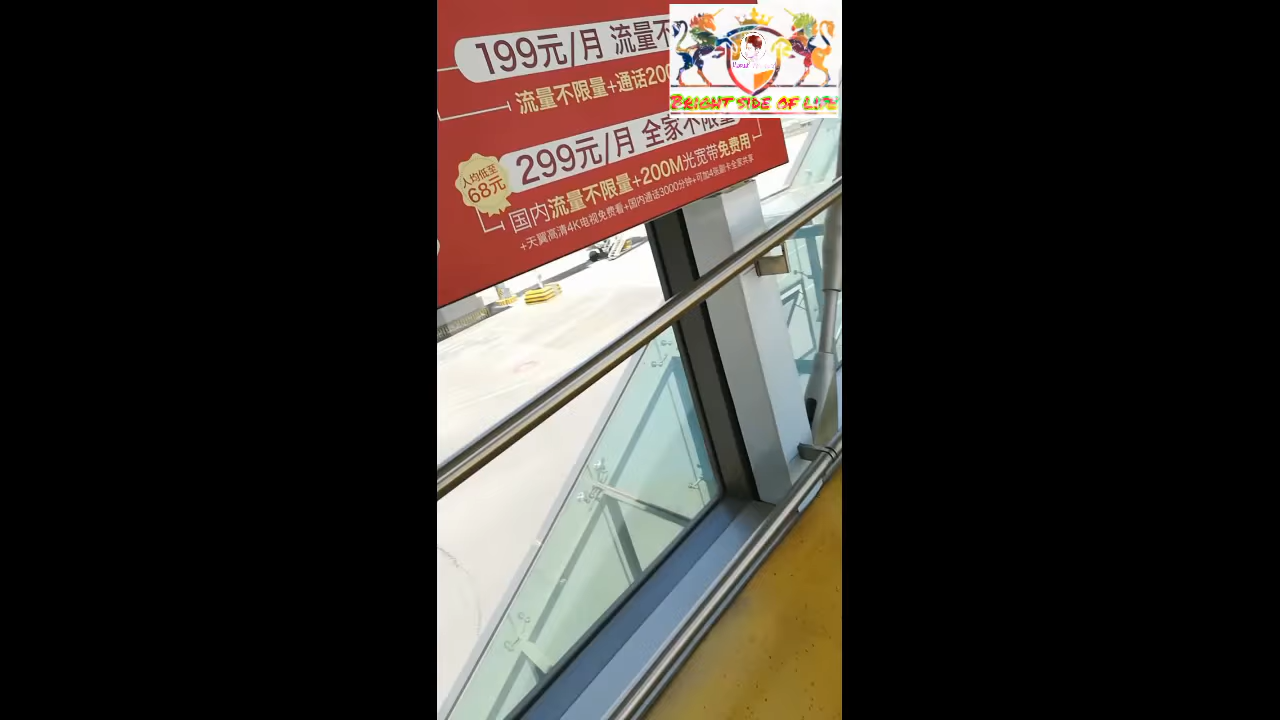 199元/月 流量不
流量不限量+通话200
299元/月 全家不限量
人均低至
68元
国内流量不限量+200M光宽带免费用
+天翼高清4K电视免费看+国内通话3000分钟+可加4张副卡全家共享
BRIGHT SIDE OF LIFE